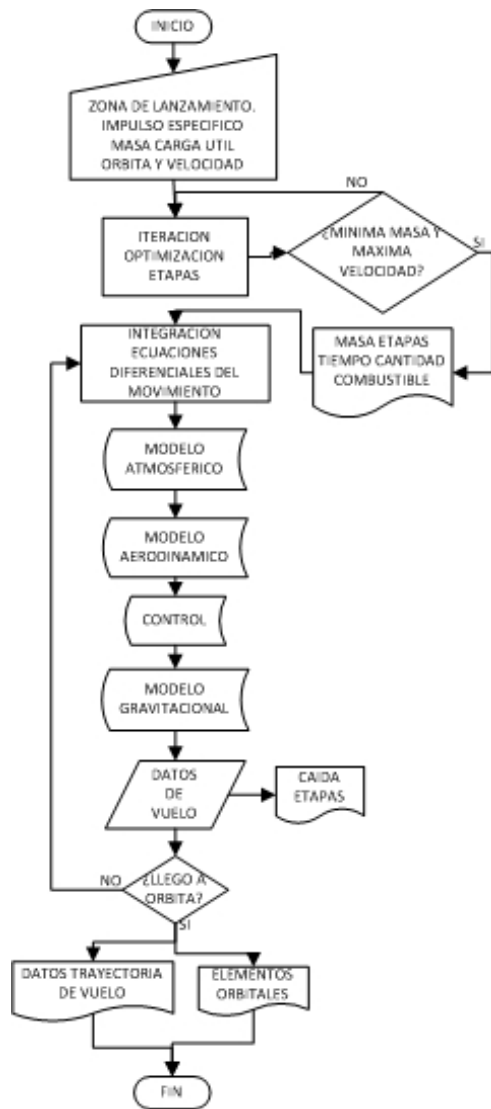 INICIO
ZONA DE LANZAMIENTO.
IMPULSO ESPECIFICO
MASA CARGA UTIL
ORBITA Y VELOCIDAD
NO
¿MINIMA MASA Y
MAXIMA
VELOCIDAD?
SI
ITERACION
OPTIMIZACION
ETAPAS
MASA ETAPAS
TIEMPO CANTIDAD
COMBUSTIBLE
INTEGRACION
ECUACIONES
DIFERENCIALES DEL
MOVIMIENTO
MODELO
ATMOSFERICO
MODELO
AERODINAMICO
CONTROL
MODELO
GRAVITACIONAL
DATOS
DE
VUELO
CAIDA
ETAPAS
NO
¿LLEGO A
ORBITA?
SI
DATOS TRAYECTORIA
DE VUELO
ELEMENTOS
ORBITALES
FIN